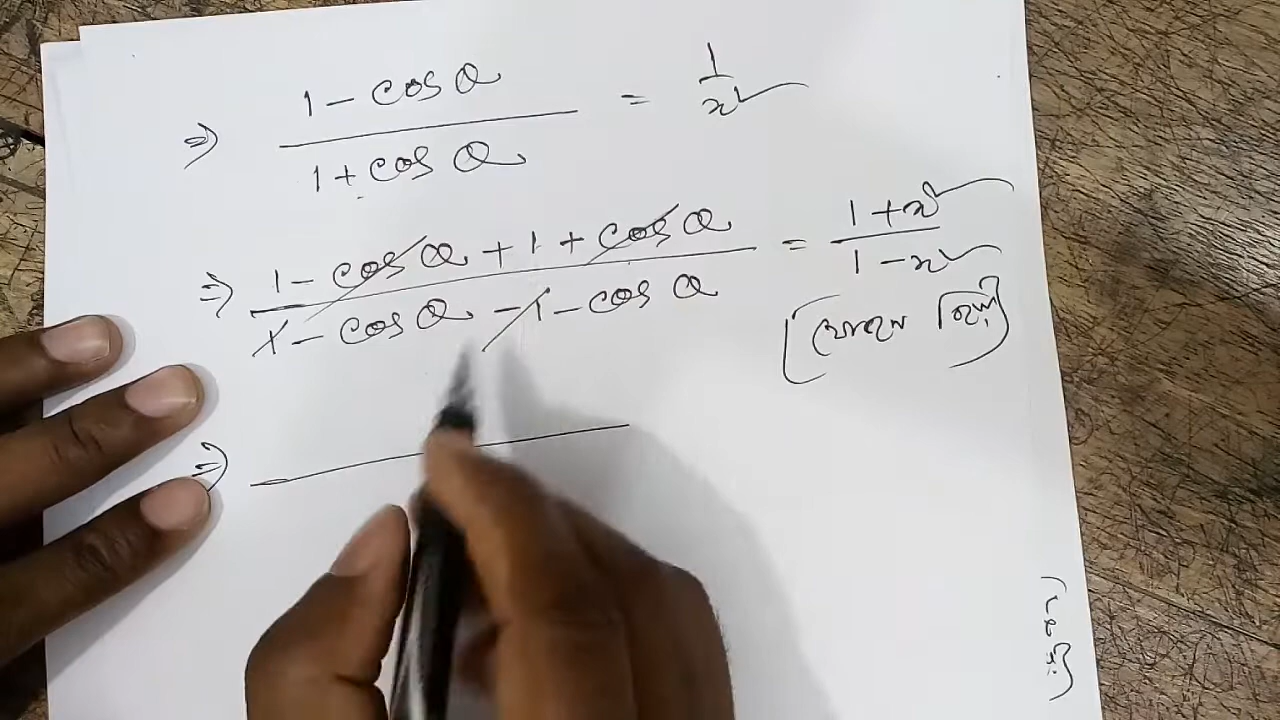 ⇒ (1 - cos θ)/(1 + cos θ) = 1/x²
⇒ (1 - cos θ + 1 + cos θ)/(1 - cos θ - 1 - cos θ) = (1 + x²)/(1 - x²)
⇒